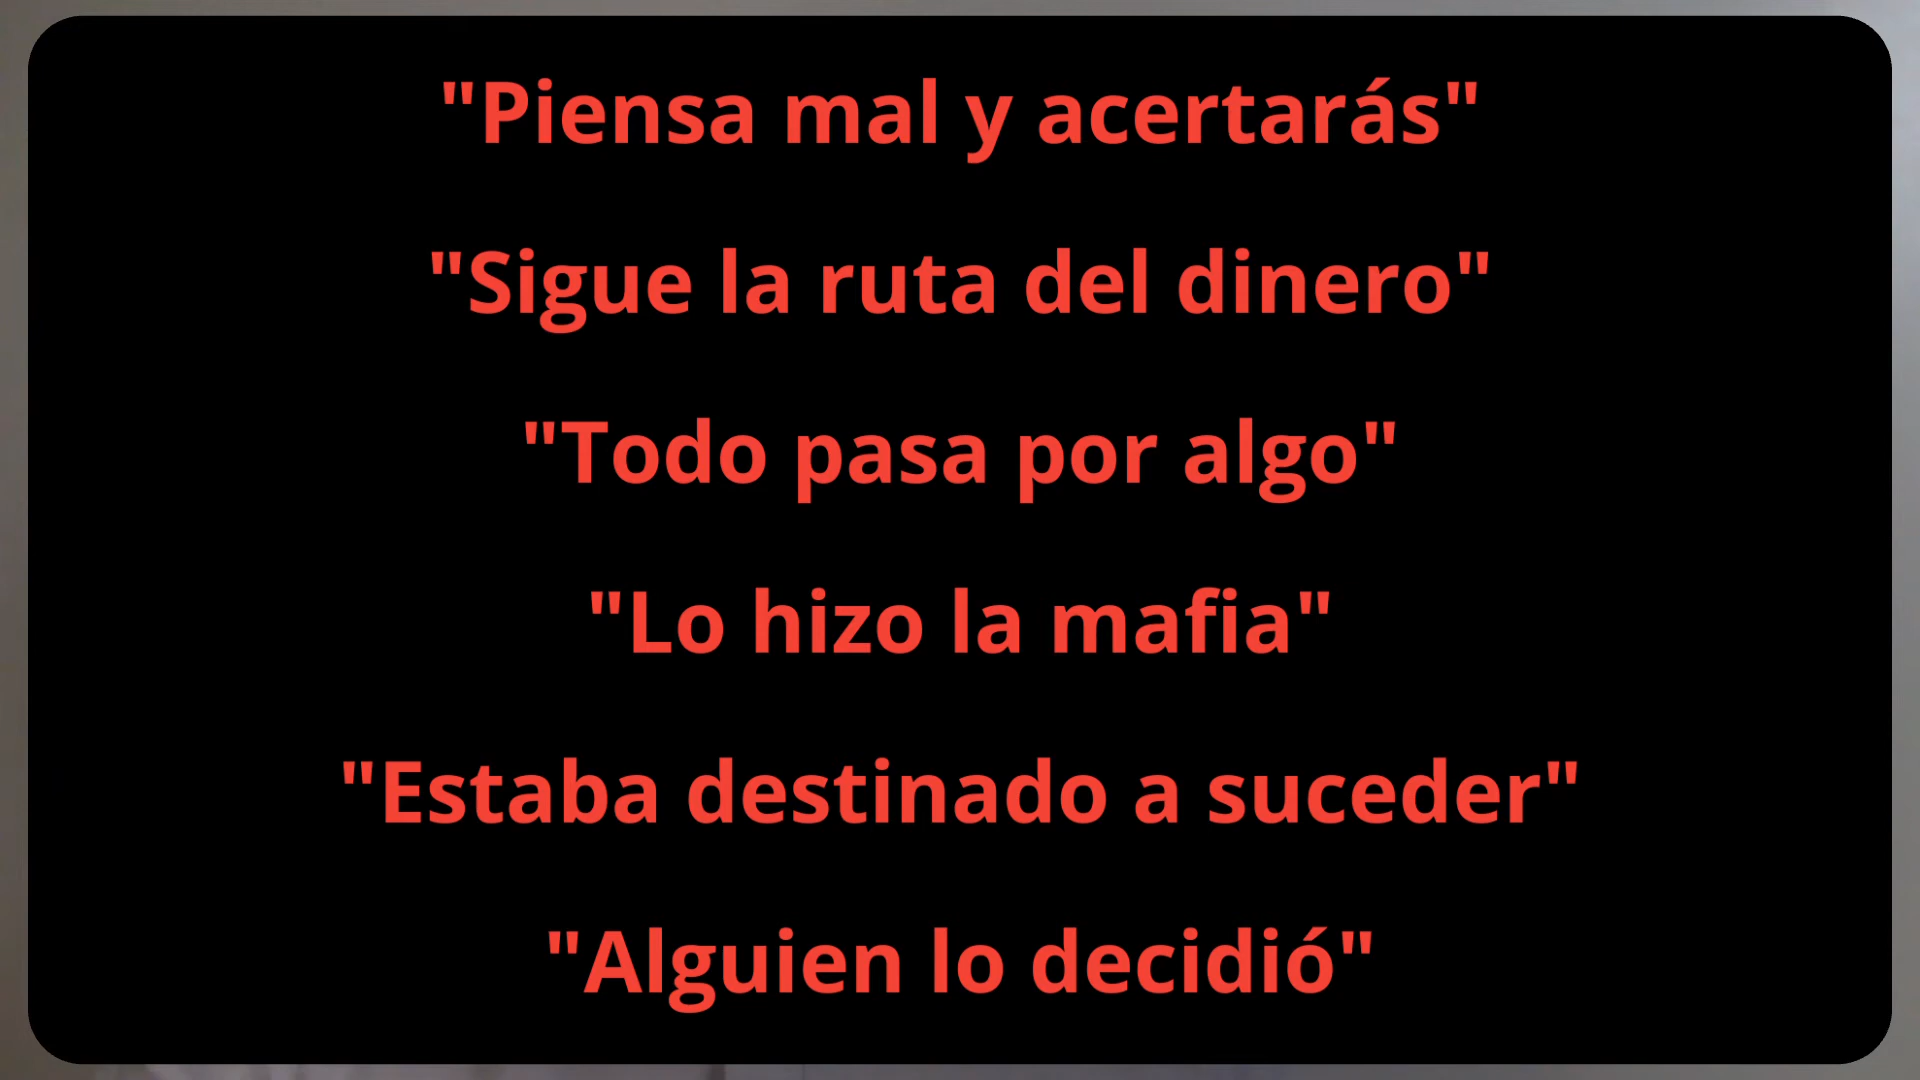 "Piensa mal y acertarás"
"Sigue la ruta del dinero"
"Todo pasa por algo"
"Lo hizo la mafia"
"Estaba destinado a suceder"
"Alguien lo decidió"